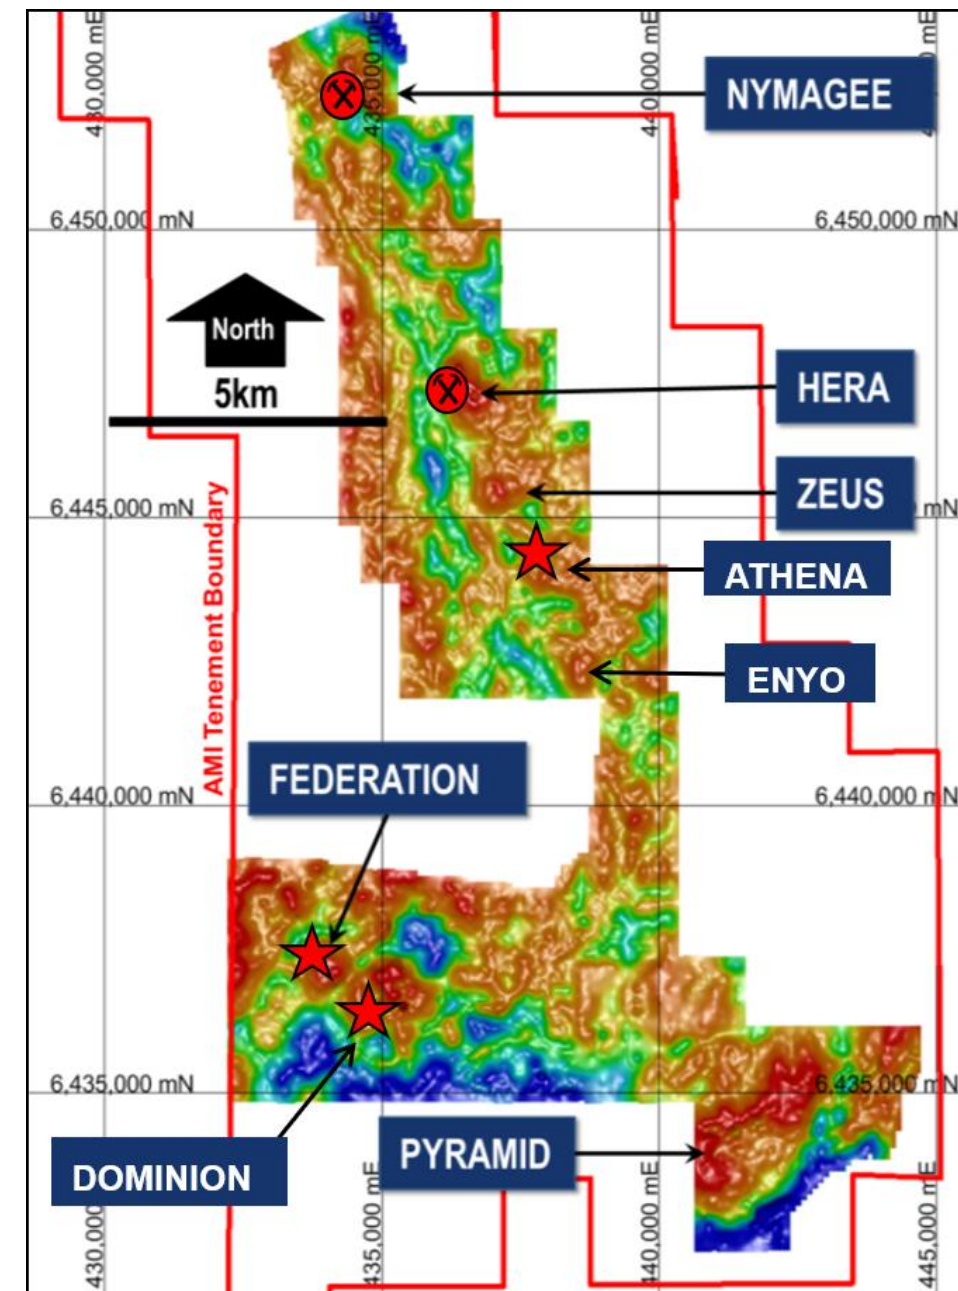 430,000 mE
435,000 mE
440,000 mE
NYMAGEE
6,450,000 mN
6,450,000 mN
North
5km
HERA
ZEUS
6,445,000 mN
mN
AMI Tenement Boundary
ATHENA
ENYO
FEDERATION
6,440,000 mN
6,440,000 mN
6,435,000 mN
6,435,000 mN
PYRAMID
DOMINION
430,000
435,000 mE
440,000 mE
445,000 mE